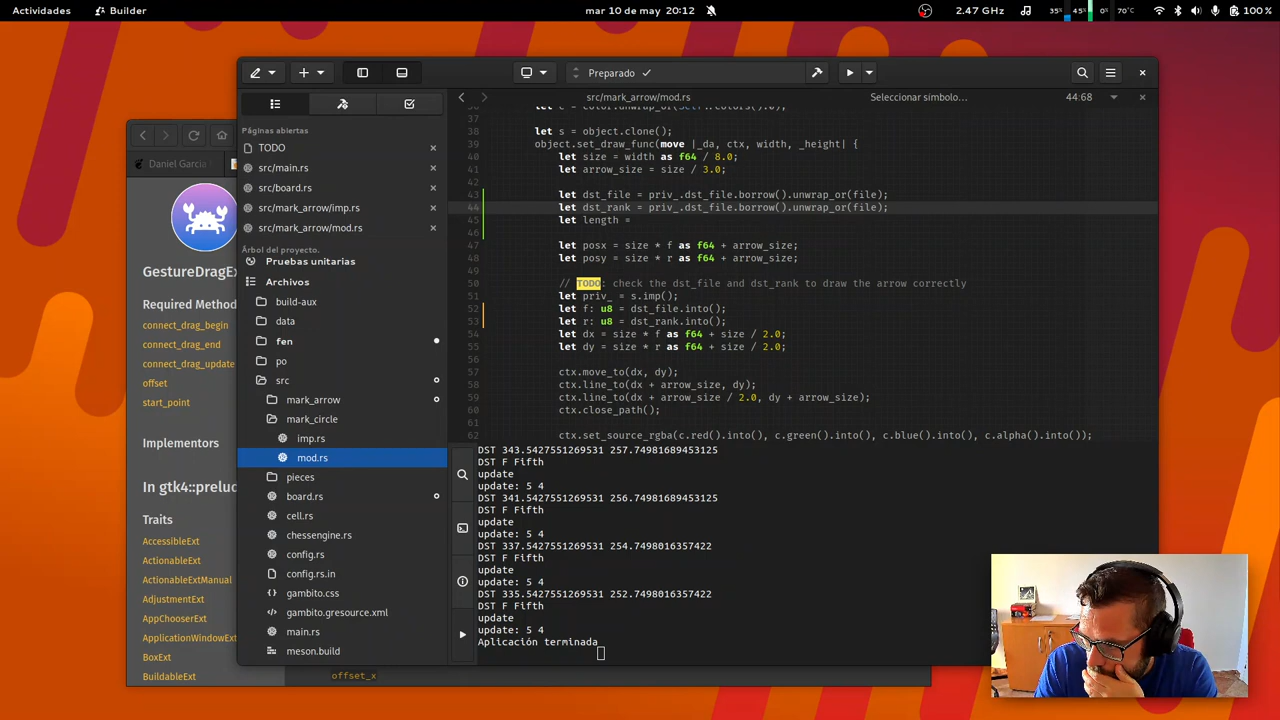 Actividades
Builder
mar 10 de may 20:12
2.47 GHz
35%
45%
0%
70°C
100 %
Preparado
src/mark_arrow/mod.rs
Seleccionar simbolo…
44:68
Páginas abiertas
TODO
src/main.rs
src/board.rs
src/mark_arrow/imp.rs
src/mark_arrow/mod.rs
Árbol del proyecto.
Pruebas unitarias
Archivos
build-aux
data
fen
po
src
mark_arrow
mark_circle
imp.rs
mod.rs
pieces
board.rs
cell.rs
chessengine.rs
config.rs
config.rs.in
gambito.css
gambito.gresource.xml
main.rs
meson.build
Daniel Garcia
GestureDragEx
Required the Metho
connect_drag_begin
connect_drag_end
connect_drag_update
offset
start_point
Implementors
In gtk4::prelud
Traits
AccessibleExt
ActionableExt
ActionableExtManual
AdjustmentExt
AppChooserExt
ApplicationWindowExt
BoxExt
BuildableExt
offset_x
37
38 let s = object.clone();
39 object.set_draw_func(move |_da, ctx, width, _height| {
40 let size = width as f64 / 8.0;
41 let arrow_size = size / 3.0;
42
43 let dst_file = priv_.dst_file.borrow().unwrap_or(file);
44 let dst_rank = priv_.dst_file.borrow().unwrap_or(file);
45 let length =
46
47 let posx = size * f as f64 + arrow_size;
48 let posy = size * r as f64 + arrow_size;
49
50 // TODO: check the dst_file and dst_rank to draw the arrow correctly
51 let priv_ = s.imp();
52 let f: u8 = dst_file.into();
53 let r: u8 = dst_rank.into();
54 let dx = size * f as f64 + size / 2.0;
55 let dy = size * r as f64 + size / 2.0;
56
57 ctx.move_to(dx, dy);
58 ctx.line_to(dx + arrow_size, dy);
59 ctx.line_to(dx + arrow_size / 2.0, dy + arrow_size);
60 ctx.close_path();
61
62 ctx.set_source_rgba(c.red().into(), c.green().into(), c.blue().into(), c.alpha().into());
DST 343.5427551269531 257.74981689453125
DST F Fifth
update
update: 5 4
DST 341.5427551269531 256.74981689453125
DST F Fifth
update
update: 5 4
DST 337.5427551269531 254.7498016357422
DST F Fifth
update
update: 5 4
DST 335.5427551269531 252.7498016357422
DST F Fifth
update
update: 5 4
Aplicación terminada